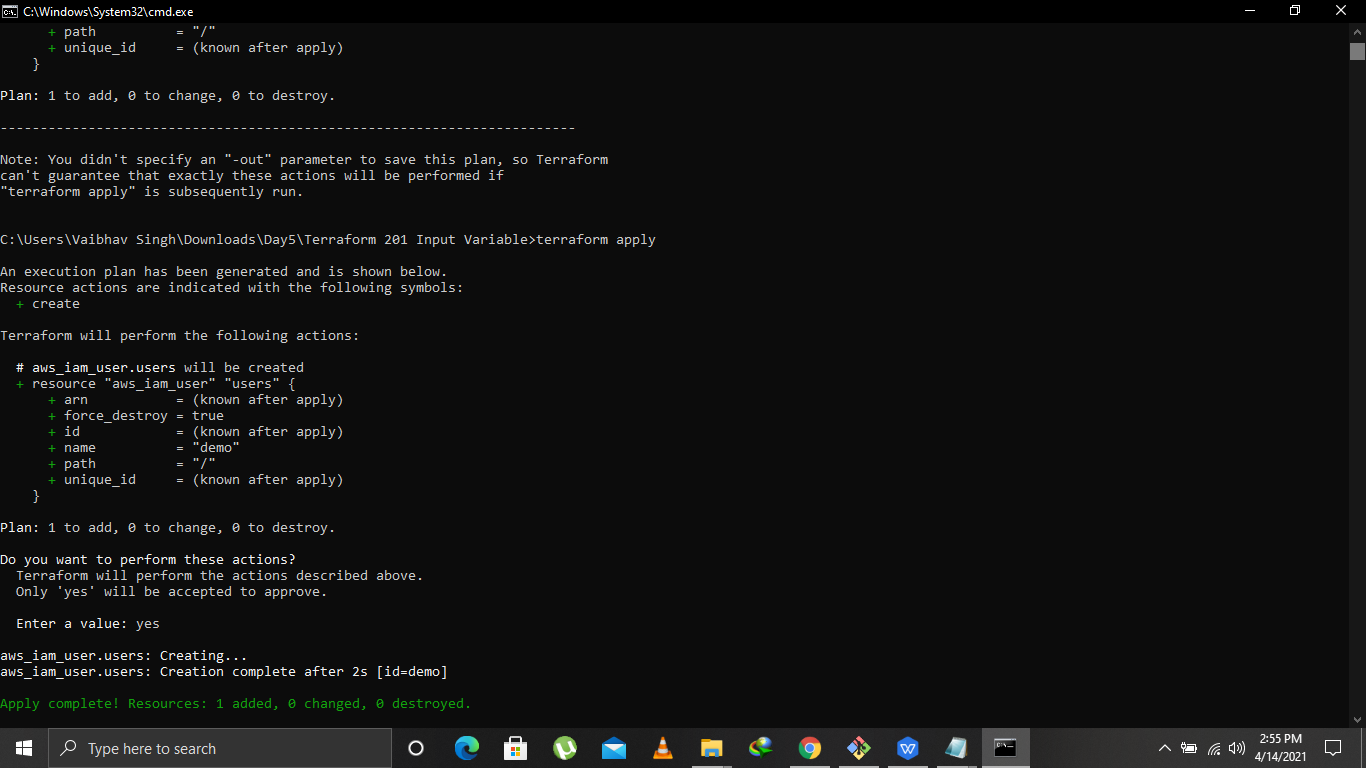 C:\Windows\System32\cmd.exe
+ path = "/"
+ unique_id = (known after apply)
}
Plan: 1 to add, 0 to change, 0 to destroy.
------------------------------------------------------------------------
Note: You didn't specify an "-out" parameter to save this plan, so Terraform
can't guarantee that exactly these actions will be performed if
"terraform apply" is subsequently run.
C:\Users\Vaibhav Singh\Downloads\Day5\Terraform 201 Input Variable>terraform apply
An execution plan has been generated and is shown below.
Resource actions are indicated with the following symbols:
+ create
Terraform will perform the following actions:
# aws_iam_user.users will be created
+ resource "aws_iam_user" "users" {
+ arn = (known after apply)
+ force_destroy = true
+ id = (known after apply)
+ name = "demo"
+ path = "/"
+ unique_id = (known after apply)
}
Plan: 1 to add, 0 to change, 0 to destroy.
Do you want to perform these actions?
Terraform will perform the actions described above.
Only 'yes' will be accepted to approve.
Enter a value: yes
aws_iam_user.users: Creating...
aws_iam_user.users: Creation complete after 2s [id=demo]
Apply complete! Resources: 1 added, 0 changed, 0 destroyed.
Type here to search
2:55 PM
4/14/2021